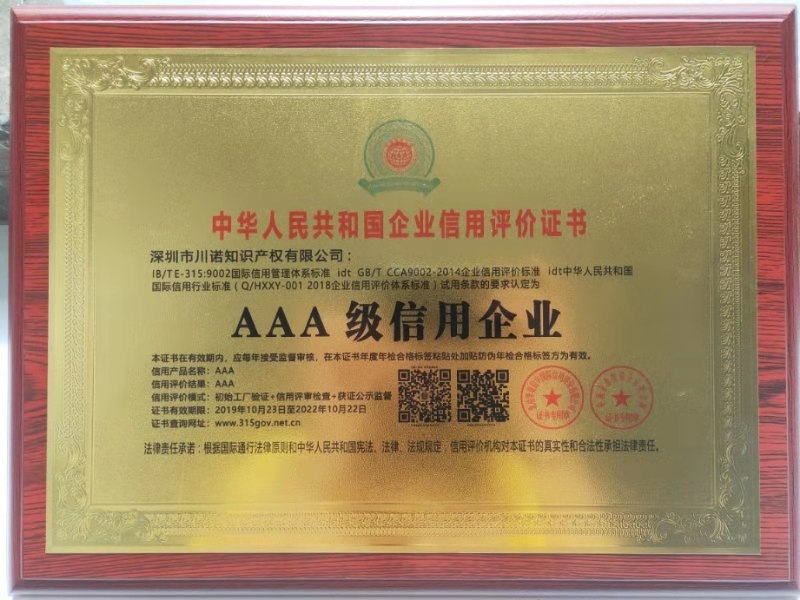 中华人民共和国企业信用评价证书
深圳市川诺知识产权有限公司：
IB/TE-315:9002国际信用管理体系标准 idt GB/T CCA9002-2014企业信用评价标准 idt中华人民共和国
国际信用行业标准（Q/HXXY-001 2018企业信用评价体系标准）试用条款的要求认定为
AAA 级信用企业
本证书在有效期内，应每年接受监督审核，在本证书年度年检合格标签粘贴处加贴防伪年检合格标签方为有效。
信用产品名称：AAA
信用评价结果：AAA
信用评价模式：初始工厂验证+信用评审检查+获证公示监督
证书有效期限：2019年10月23日至2022年10月22日
证书查询网址：www.315gov.net.cn
证书专用章
证书专用章
法律责任承诺：根据国际通行法律原则和中华人民共和国宪法、法律、法规规定，信用评价机构对本证书的真实性和合法性承担法律责任。